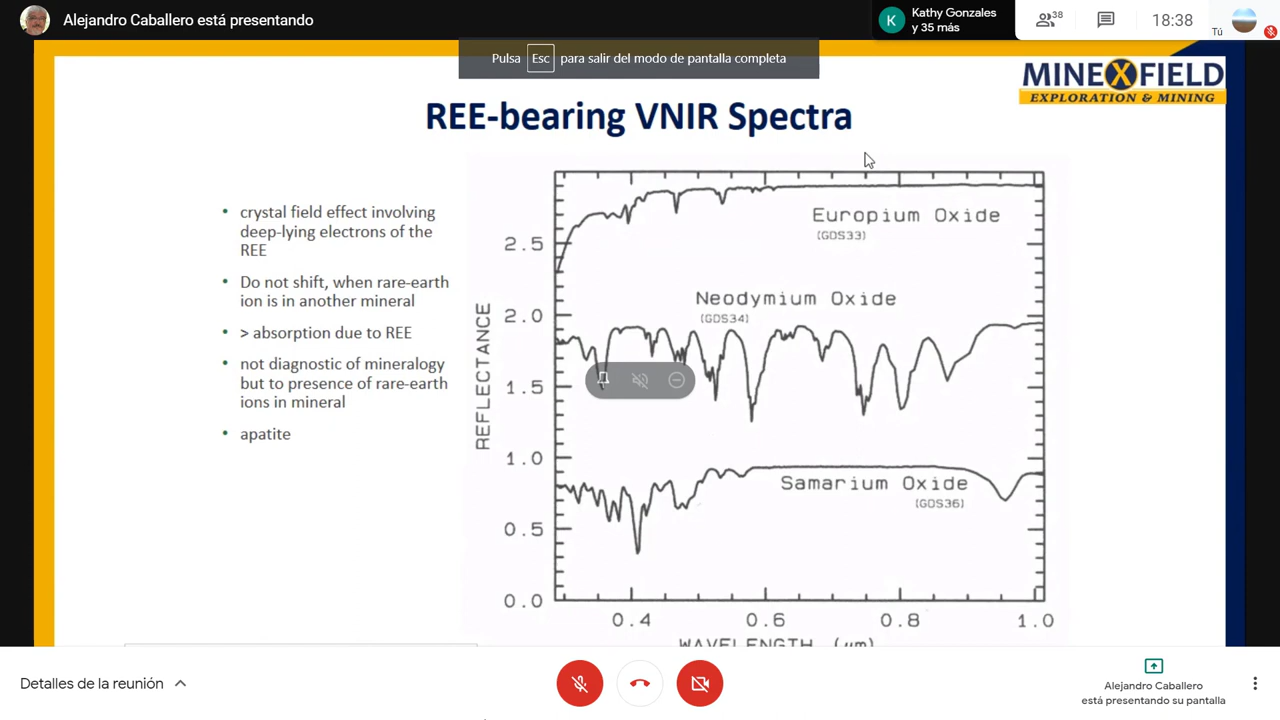 Alejandro Caballero está presentando
K
Kathy Gonzales
y 35 más
38
18:38
Tú
Pulsa Esc para salir del modo de pantalla completa
MINEXFIELD
EXPLORATION & MINING
REE-bearing VNIR Spectra
• crystal field effect involving
deep-lying electrons of the
REE
• Do not shift, when rare-earth
ion is in another mineral
• > absorption due to REE
• not diagnostic of mineralogy
but to presence of rare-earth
ions in mineral
• apatite
REFLECTANCE
2.5
2.0
1.5
1.0
0.5
0.0
Europium Oxide
(GDS33)
Neodymium Oxide
(GDS34)
Samarium Oxide
(GDS36)
0.4 0.6 0.8 1.0
WAVELENGTH (μm)
Detalles de la reunión
Alejandro Caballero
está presentando su pantalla